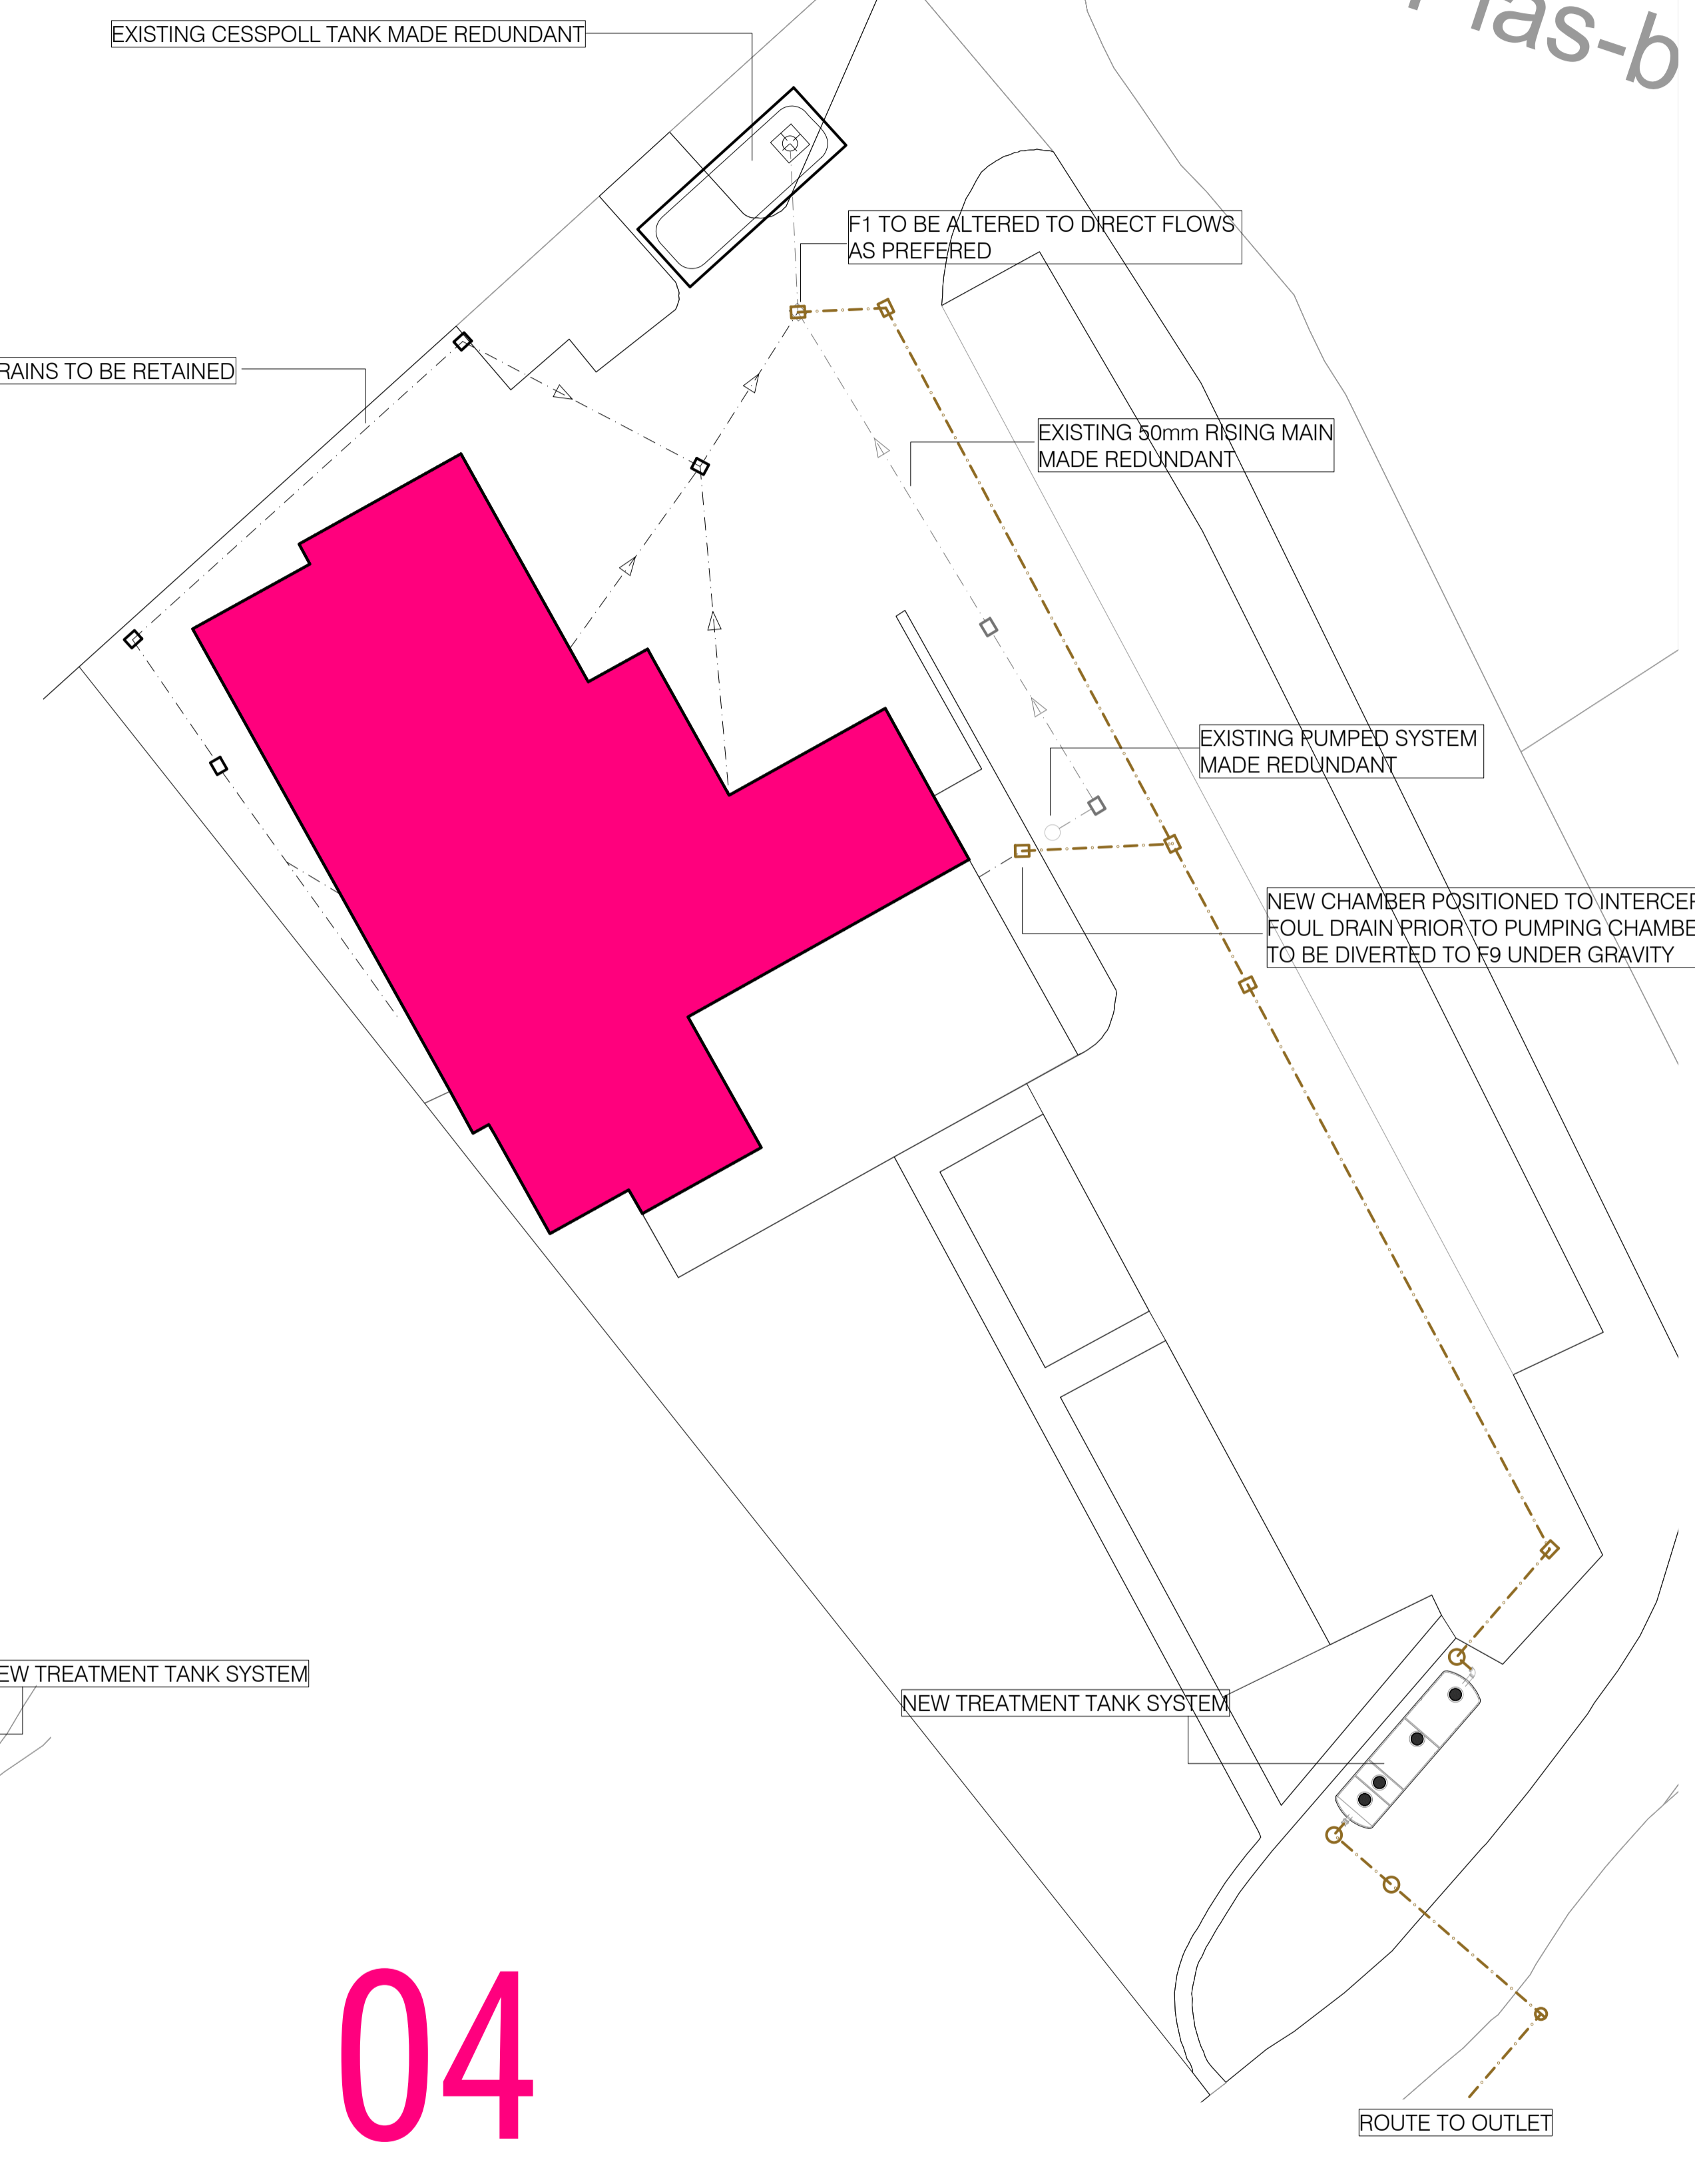 las-b
EXISTING CESSPOLL TANK MADE REDUNDANT
F1 TO BE ALTERED TO DIRECT FLOWS
AS PREFERED
RAINS TO BE RETAINED
EXISTING 50mm RISING MAIN
MADE REDUNDANT
EXISTING PUMPED SYSTEM
MADE REDUNDANT
NEW CHAMBER POSITIONED TO INTERCEP
FOUL DRAIN PRIOR TO PUMPING CHAMBE
TO BE DIVERTED TO F9 UNDER GRAVITY
EW TREATMENT TANK SYSTEM
NEW TREATMENT TANK SYSTEM
04
ROUTE TO OUTLET